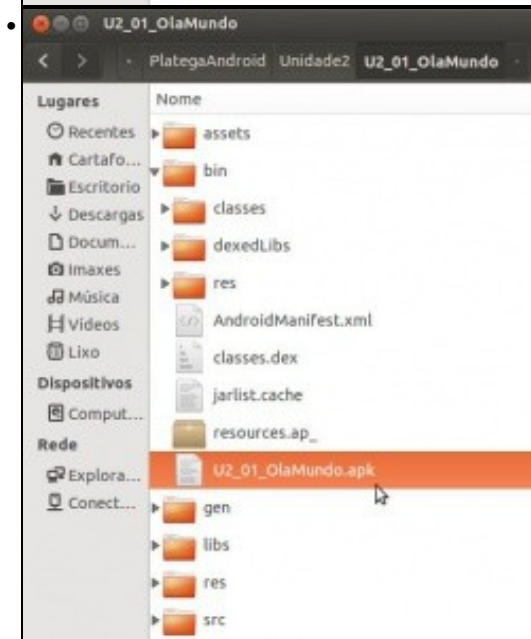 U2_01_OlaMundo
PlategaAndroid Unidade2 U2_01_OlaMundo
Lugares
Recentes
Cartafo...
Escritorio
Descargas
Docum...
Imaxes
Música
Vídeos
Lixo
Dispositivos
Comput...
Rede
Explora...
Conect...
Nome
assets
bin
classes
dexedLibs
res
AndroidManifest.xml
classes.dex
jarlist.cache
resources.ap_
U2_01_OlaMundo.apk
gen
libs
res
src